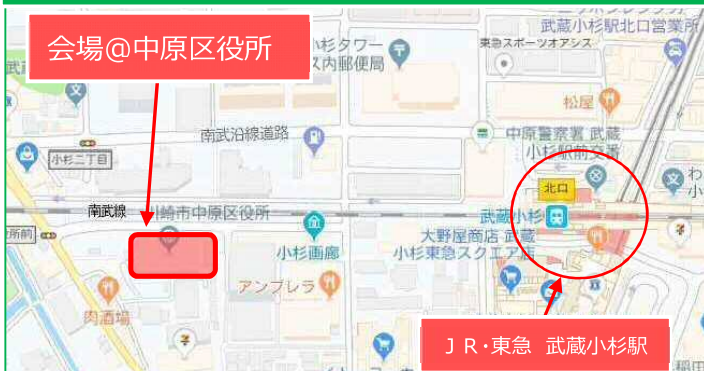 会場@中原区役所
武蔵小杉駅北口営業所
小杉タワー
内郵便局
東急スポーツオアシス
松屋
南武沿線道路
中原警察署 武蔵
小杉駅前交番
小杉二丁目
北口
南武線
川崎市中原区役所
武蔵小杉
所前
小杉画廊
大野屋商店 武蔵
小杉東急スクエア店
アンブレラ
肉酒場
JR・東急 武蔵小杉駅